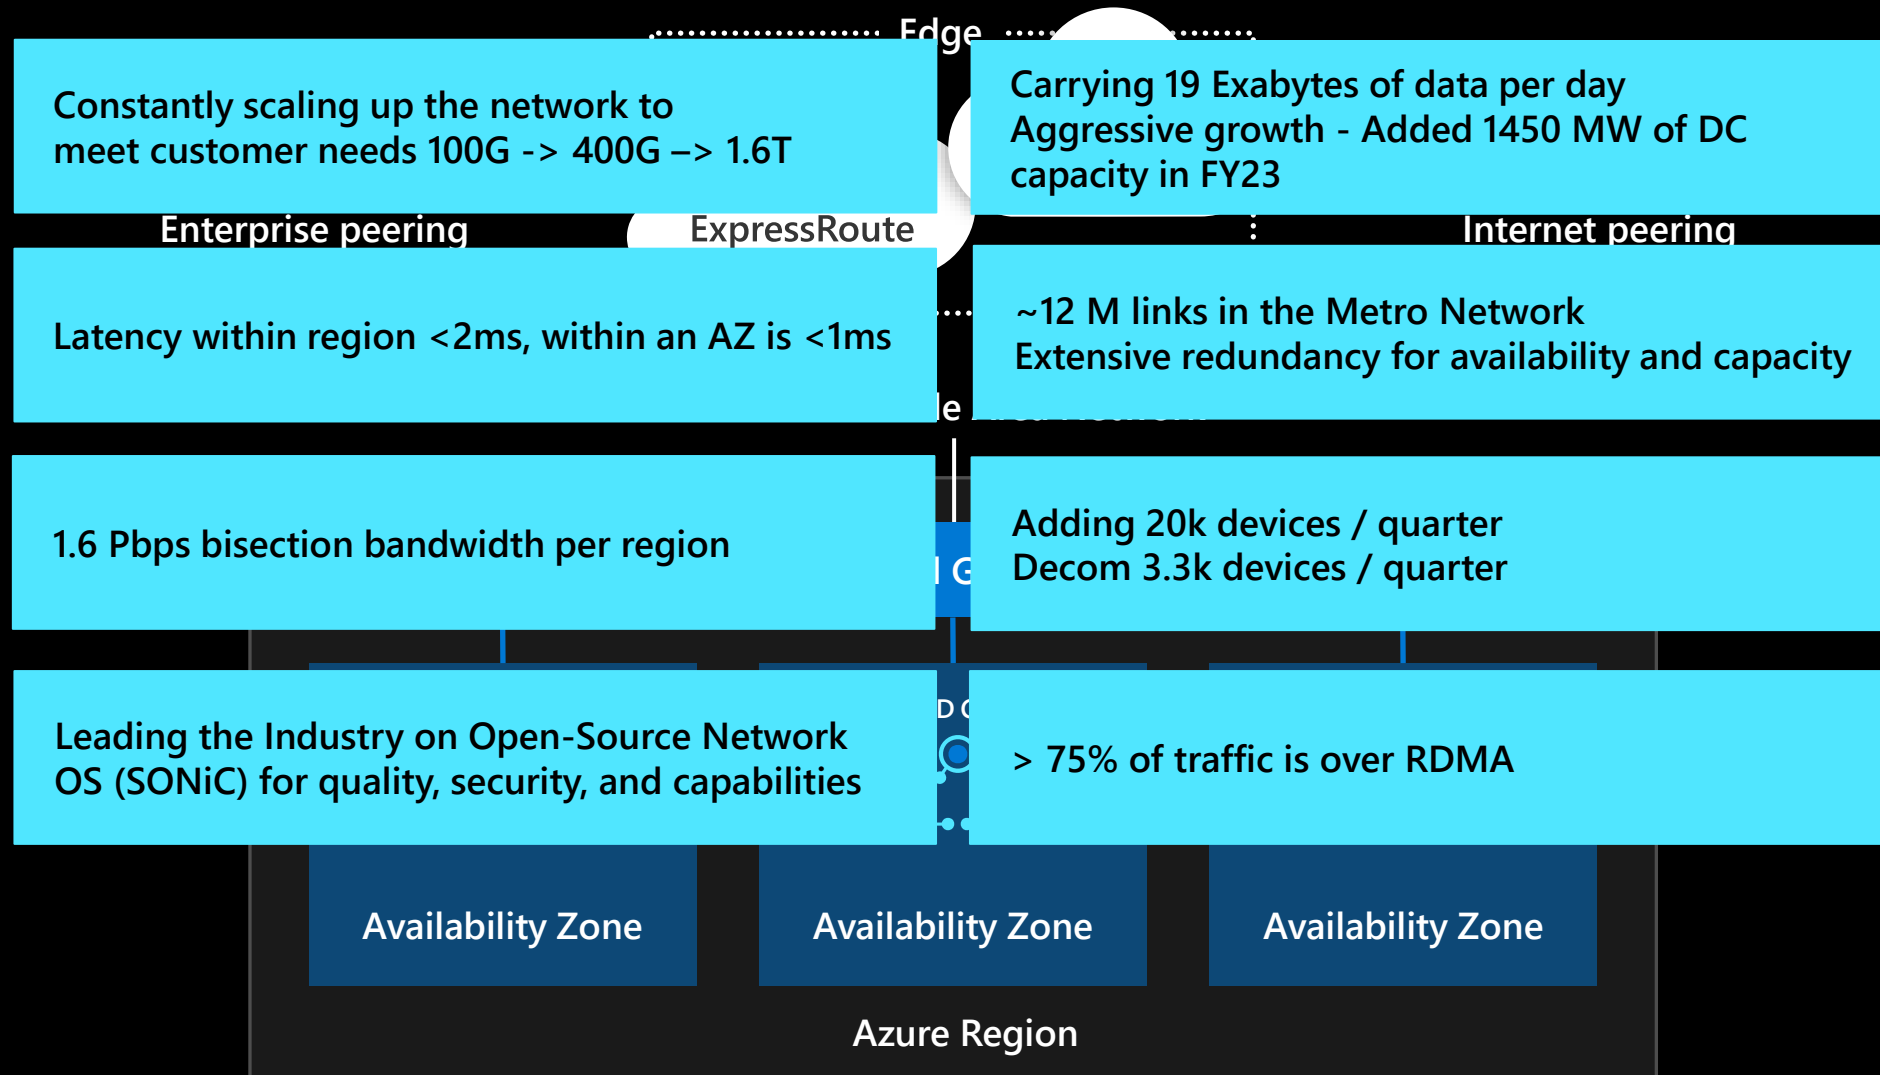 Edge
Constantly scaling up the network to
meet customer needs 100G -> 400G –> 1.6T
Carrying 19 Exabytes of data per day
Aggressive growth - Added 1450 MW of DC
capacity in FY23
Enterprise peering
ExpressRoute
Internet peering
Latency within region <2ms, within an AZ is <1ms
~12 M links in the Metro Network
Extensive redundancy for availability and capacity
1.6 Pbps bisection bandwidth per region
Adding 20k devices / quarter
Decom 3.3k devices / quarter
Leading the Industry on Open-Source Network
OS (SONiC) for quality, security, and capabilities
> 75% of traffic is over RDMA
Availability Zone
Availability Zone
Availability Zone
Azure Region